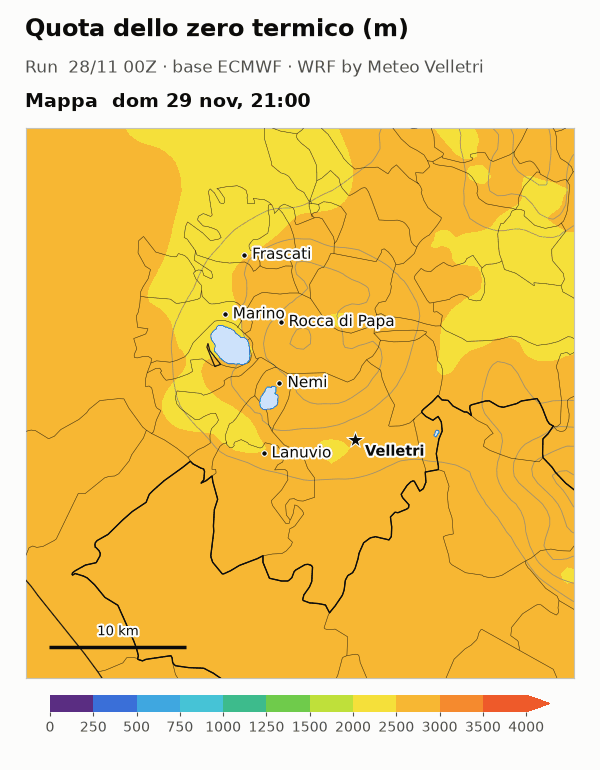 Quota dello zero termico (m)
Run 28/11 00Z · base ECMWF · WRF by Meteo Velletri
Mappa dom 29 nov, 21:00
Frascati
Marino
Rocca di Papa
Nemi
Velletri
Lanuvio
10 km
0 250 500 750 1000 1250 1500 2000 2500 3000 3500 4000